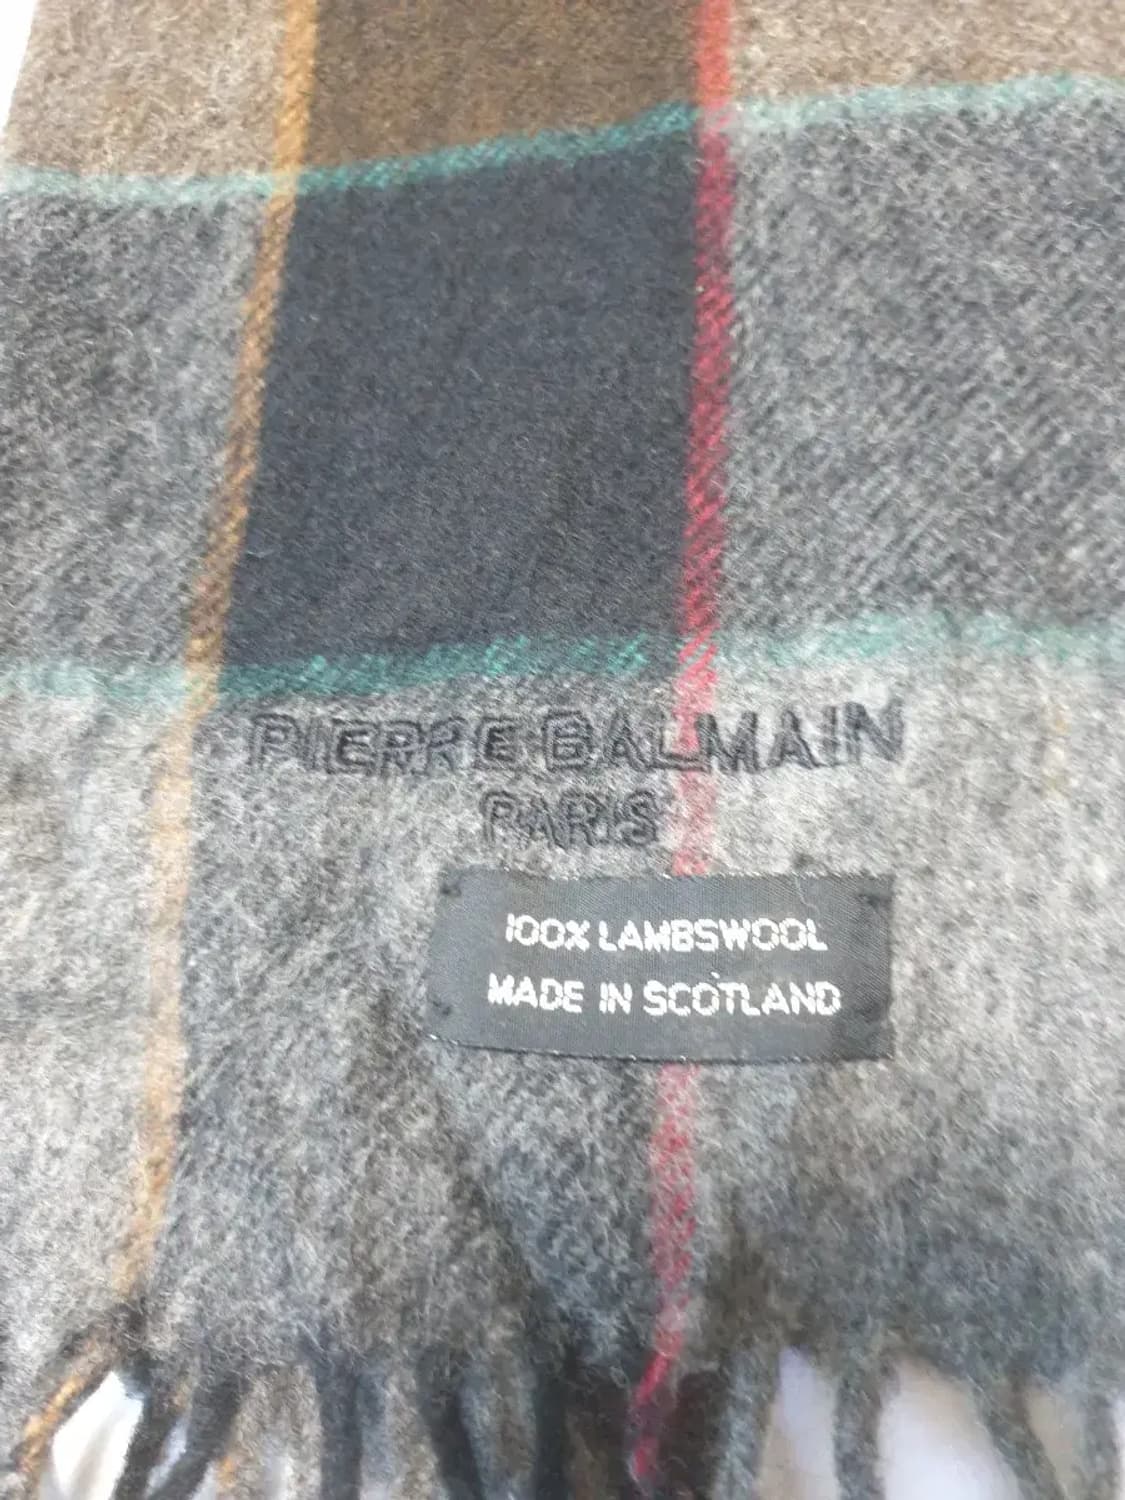 PIERRE BALMAIN
PARIS
100% LAMBSWOOL
MADE IN SCOTLAND